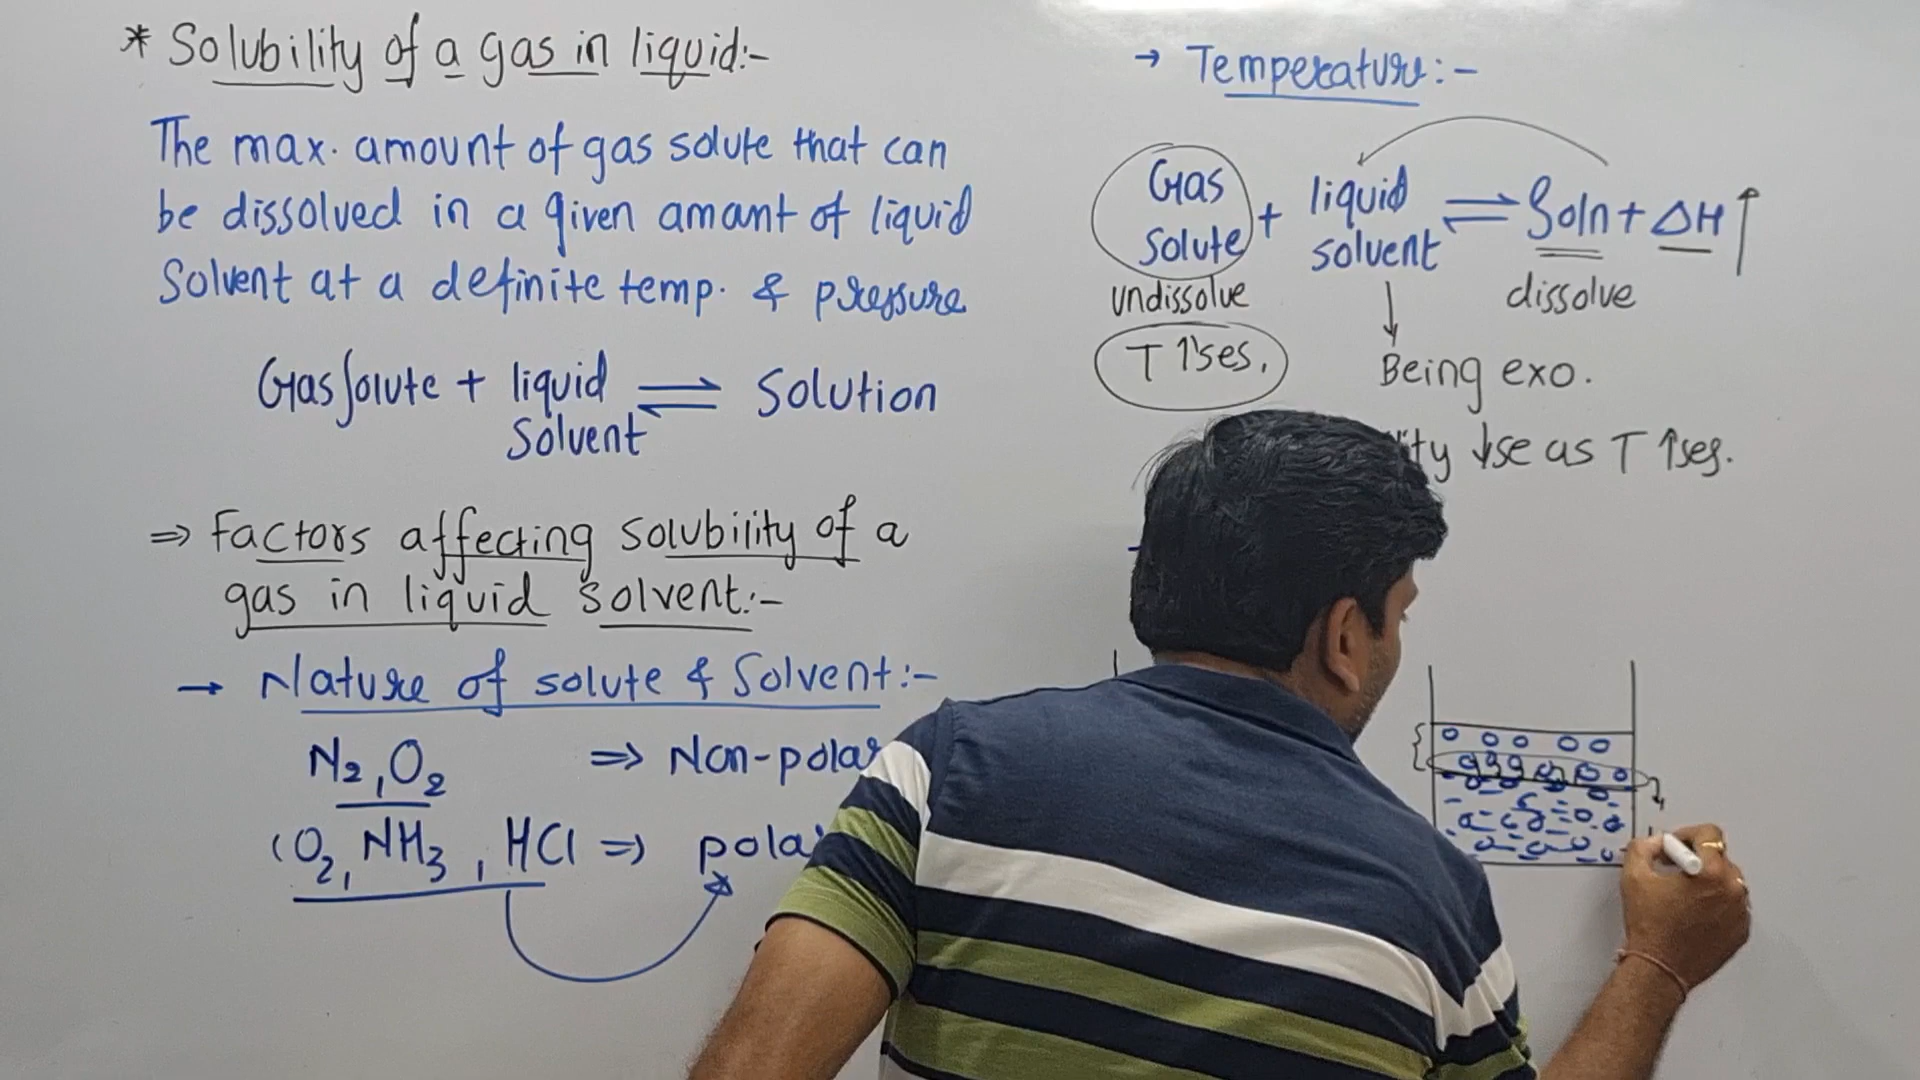 * Solubility of a gas in liquid:-
The max. amount of gas solute that can
be dissolved in a given amant of liquid
Solvent at a definite temp. & pressure
Gas solute + liquid Solvent ⇌ Solution
⇒ Factors affecting solubility of a
gas in liquid solvent:-
→ Nature of solute & Solvent:-
N2, O2 ⇒ Non-polar
CO2, NH3, HCl ⇒ pola
→ Temperature:-
Gas solute + liquid solvent ⇌ Soln + ΔH ↑
undissolve
dissolve
T ↑ses.
↓
Being exo.
ity ↓se as T ↑ses.